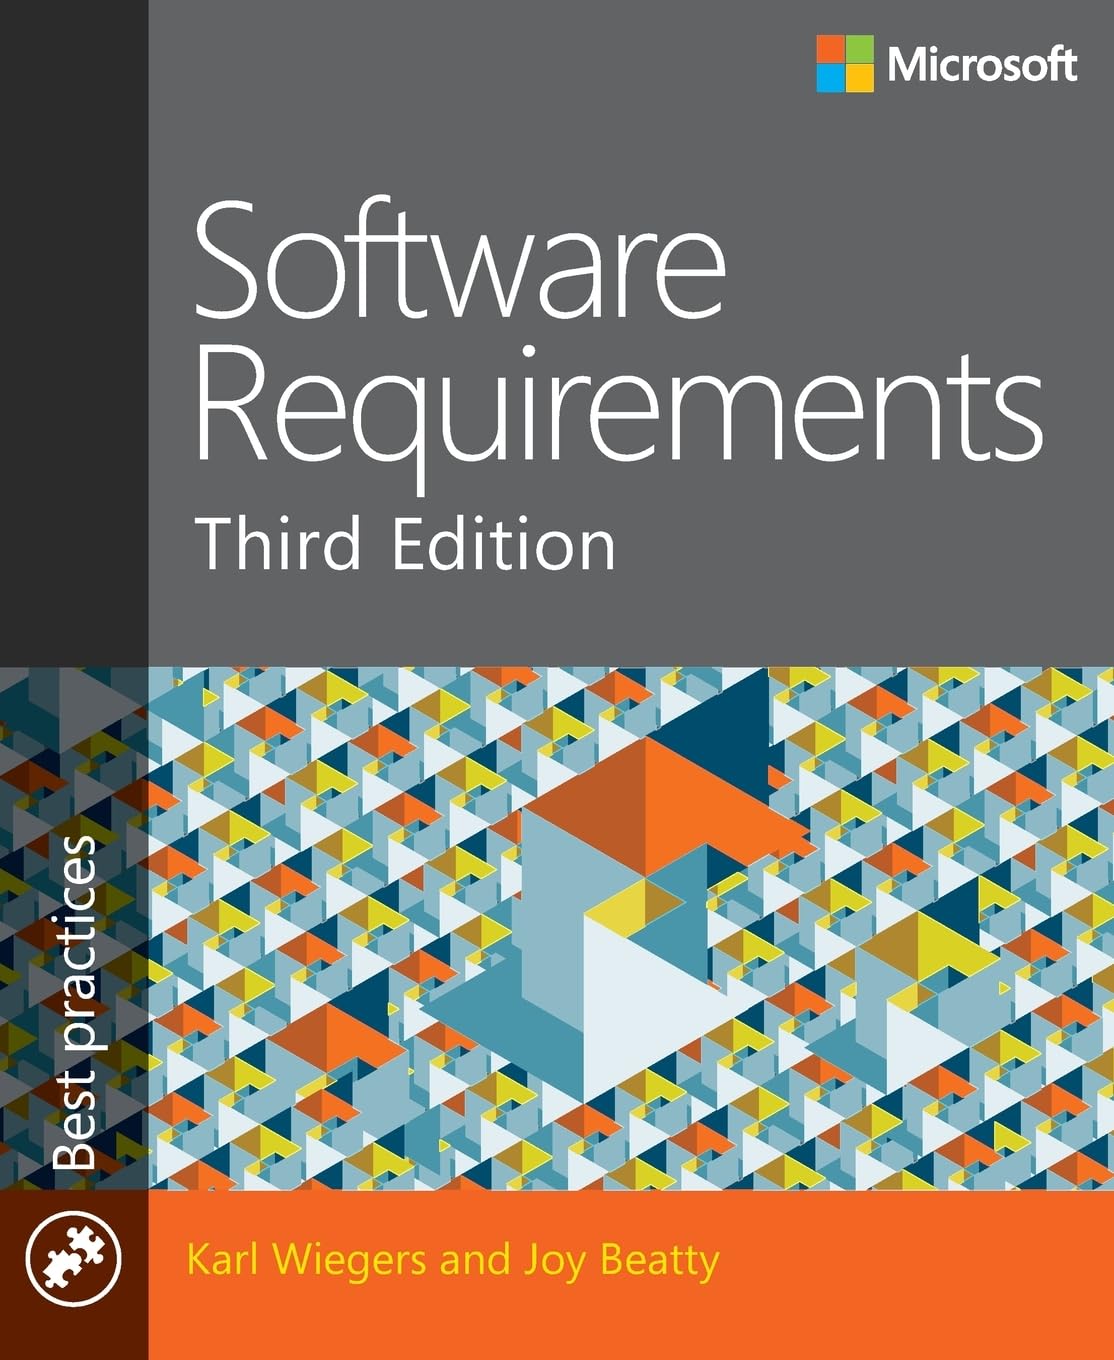 Microsoft
Software
Requirements
Third Edition
Best practices
Karl Wiegers and Joy Beatty